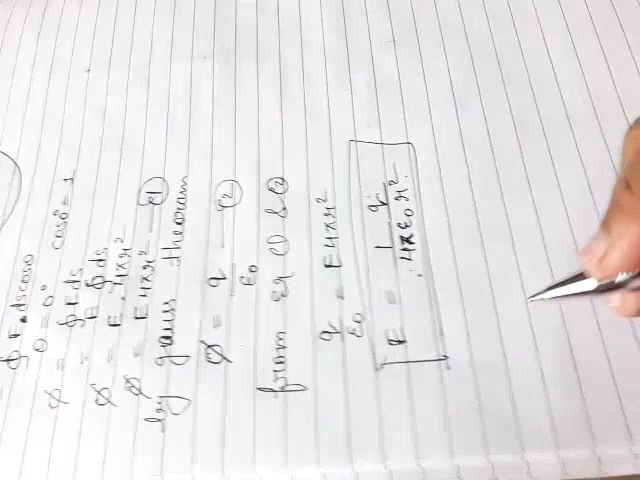 ∮ E.ds cosθ
θ = 0° cos0° = 1
φ = ∮ E ds
= E ∮ ds
φ = E . 4πr²
φ = E 4πr² — ①
by gauss theoram
φ = q/ε₀ — ②
from eq ① & ②
q/ε₀ = E 4πr²
E = 1/4πε₀ q/r²